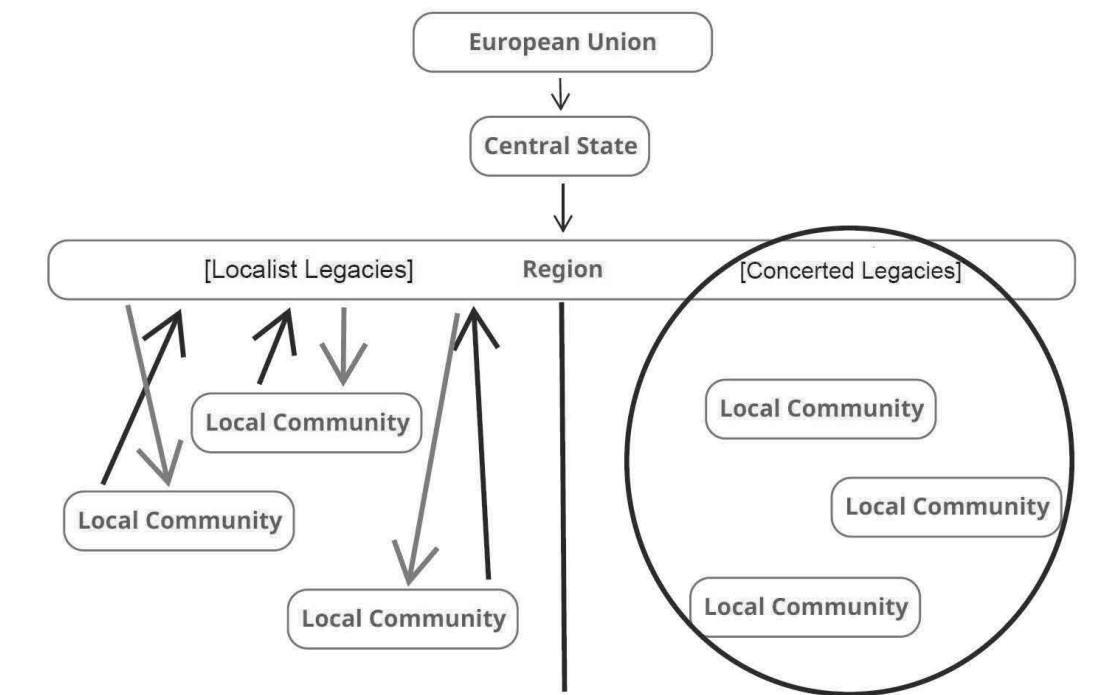 European Union
Central State
[Localist Legacies] Region [Concerted Legacies]
Local Community
Local Community
Local Community
Local Community
Local Community
Local Community